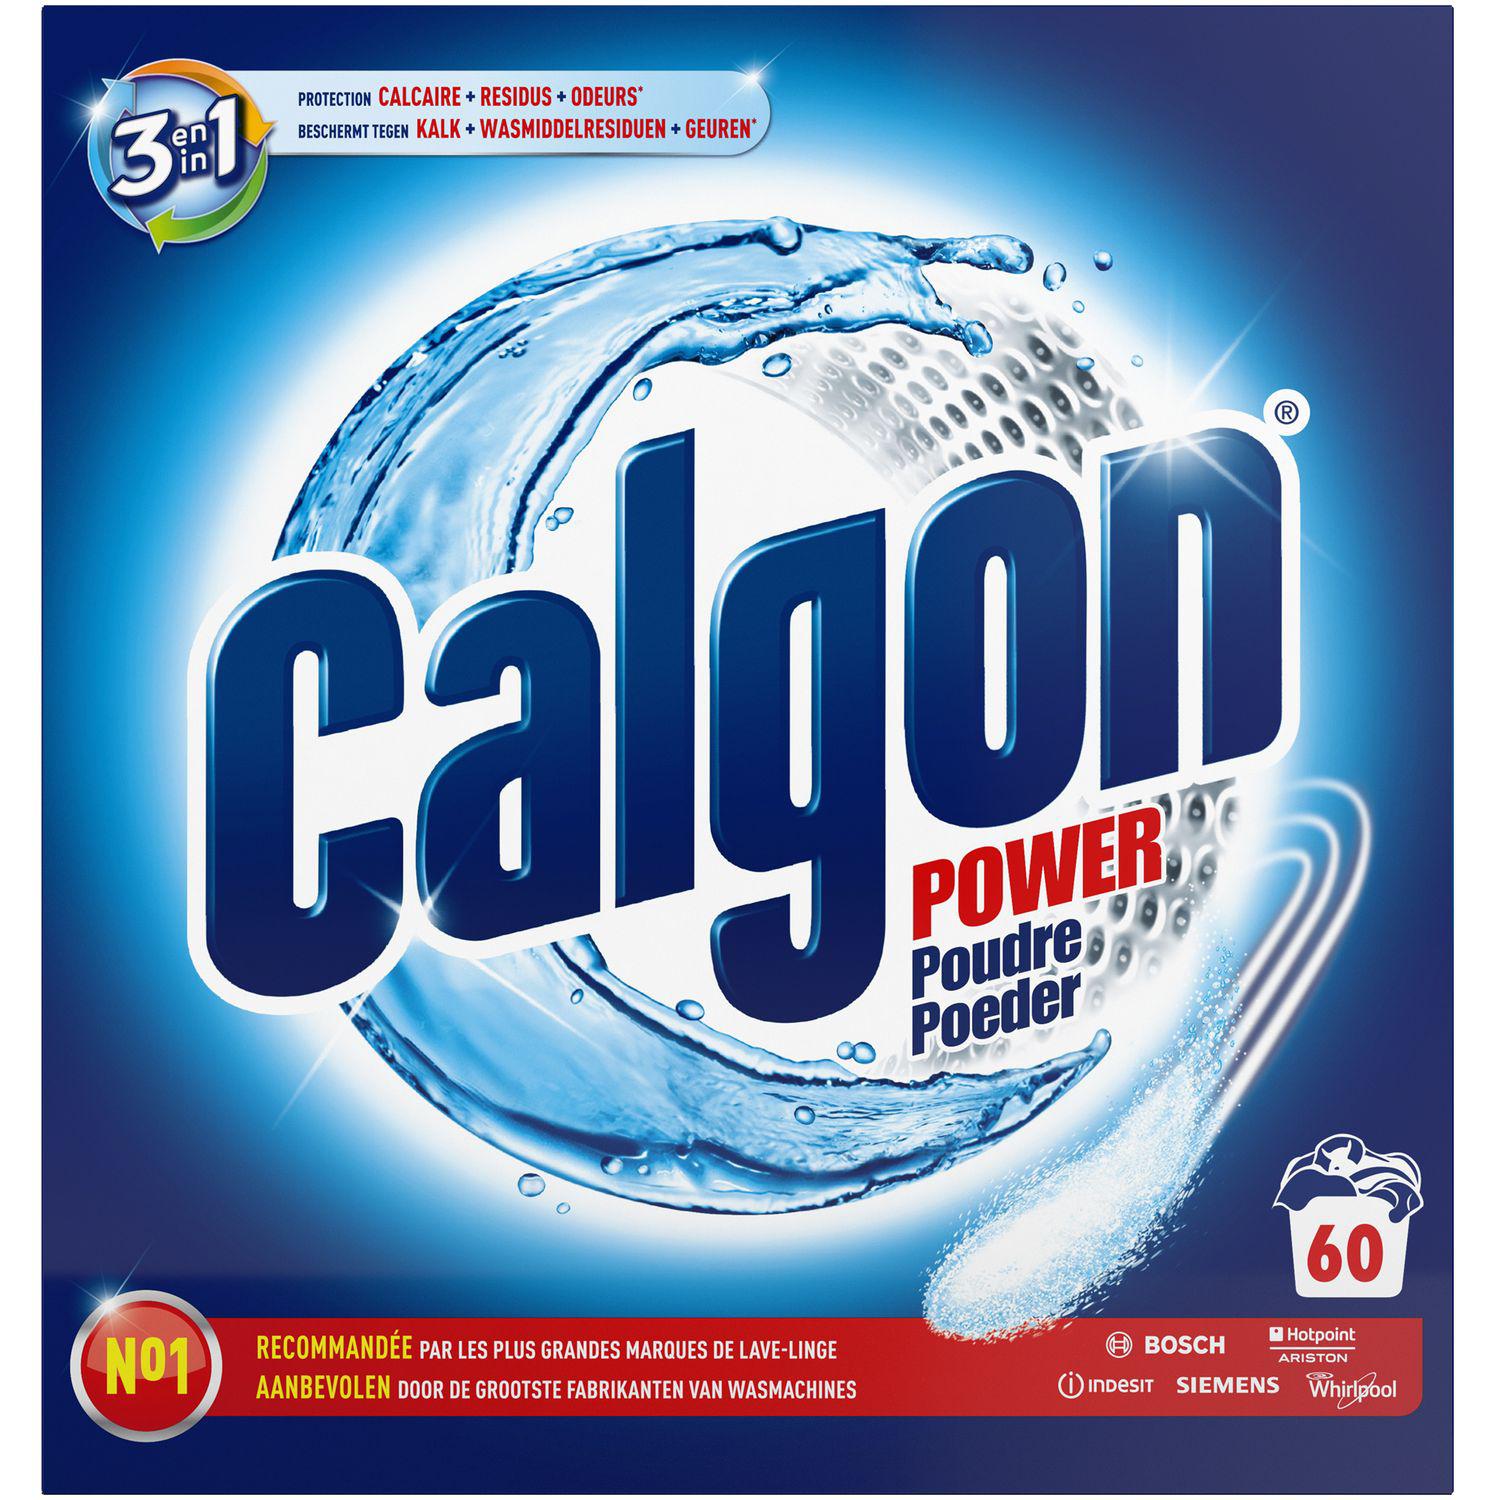 3 en in 1
PROTECTION CALCAIRE + RESIDUS + ODEURS*
BESCHERMT TEGEN KALK + WASMIDDELRESIDUEN + GEUREN*
calgon®
POWER
Poudre
Poeder
60
Nº1
RECOMMANDÉE PAR LES PLUS GRANDES MARQUES DE LAVE-LINGE
AANBEVOLEN DOOR DE GROOTSTE FABRIKANTEN VAN WASMACHINES
BOSCH
Hotpoint
ARISTON
indesit SIEMENS Whirlpool